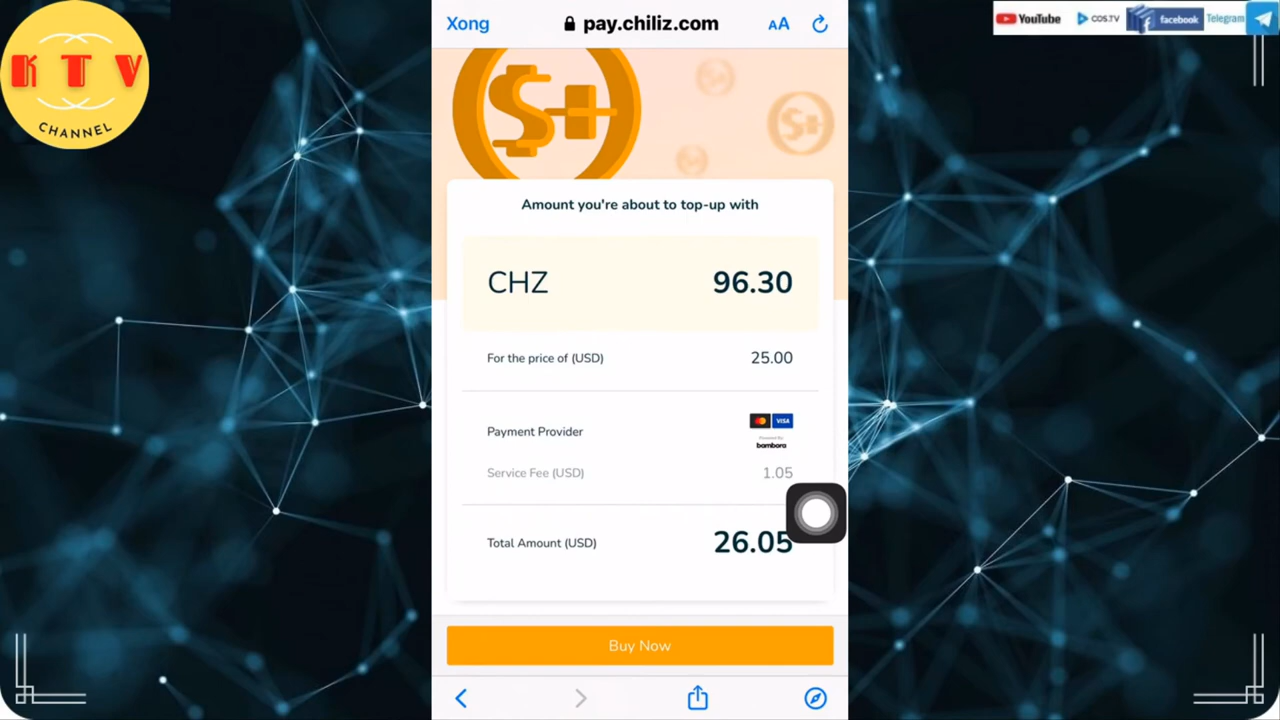 K T V
CHANNEL
YouTube
COS.TV
facebook
Telegram
Xong
pay.chiliz.com
AA
Amount you're about to top-up with
CHZ 96.30
For the price of (USD) 25.00
Payment Provider
VISA
Powered by
bambora
Service Fee (USD) 1.05
Total Amount (USD) 26.05
Buy Now